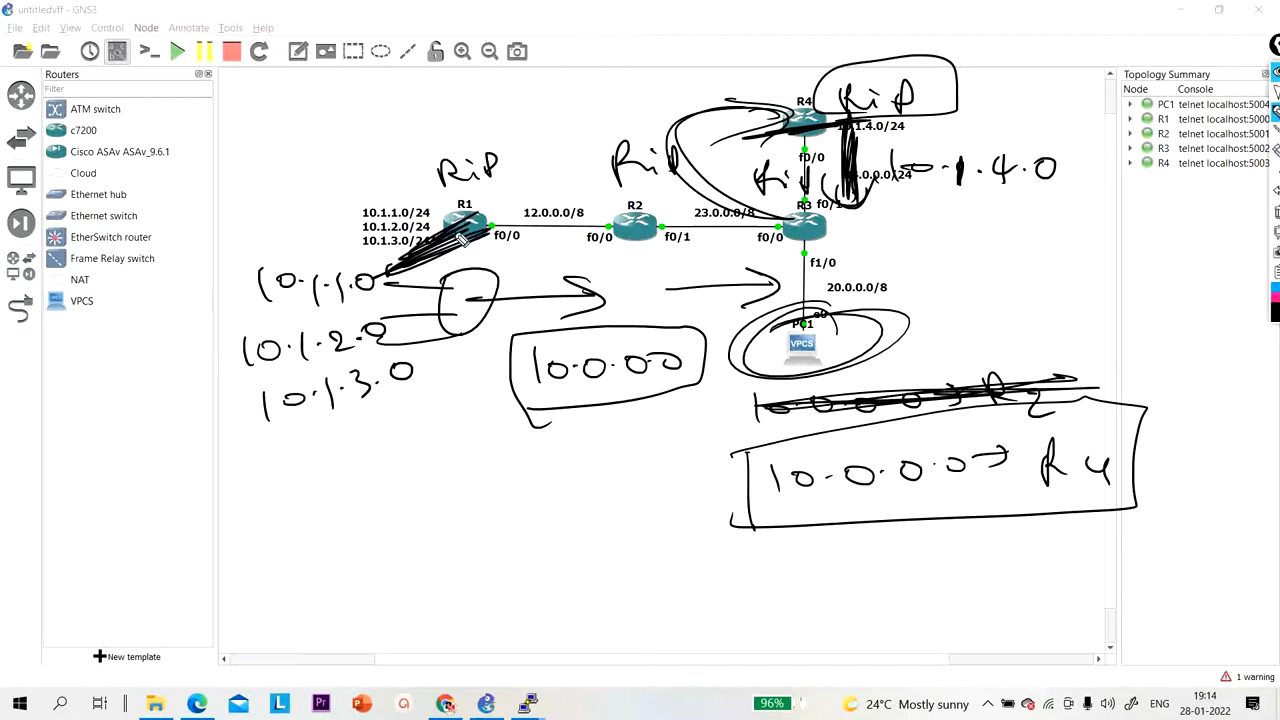 untitledvff - GNS3
File Edit View Control Node Annotate Tools Help
Routers
Filter
ATM switch
c7200
Cisco ASAv ASAv_9.6.1
Cloud
Ethernet hub
Ethernet switch
EtherSwitch router
Frame Relay switch
NAT
VPCS
New template
R4
RiP
10.1.4.0/24
f0/0
10.1.4.0
RiP
RiP
RiP
f0/1
R1
R2
R3
10.1.1.0/24
10.1.2.0/24
10.1.3.0/24
12.0.0.0/8
23.0.0.0/8
f0/0
f0/0
f0/1
f0/0
f1/0
20.0.0.0/8
e0
PC1
VPCS
10.1.1.0
10.1.2.0
10.1.3.0
10.0.0.0
10.0.0.0→ R2
10.0.0.0→ R4
Topology Summary
Node Console
PC1 telnet localhost:5004
R1 telnet localhost:5000
R2 telnet localhost:5001
R3 telnet localhost:5002
R4 telnet localhost:5003
1 warning
96%
24°C Mostly sunny
ENG
19:14
28-01-2022